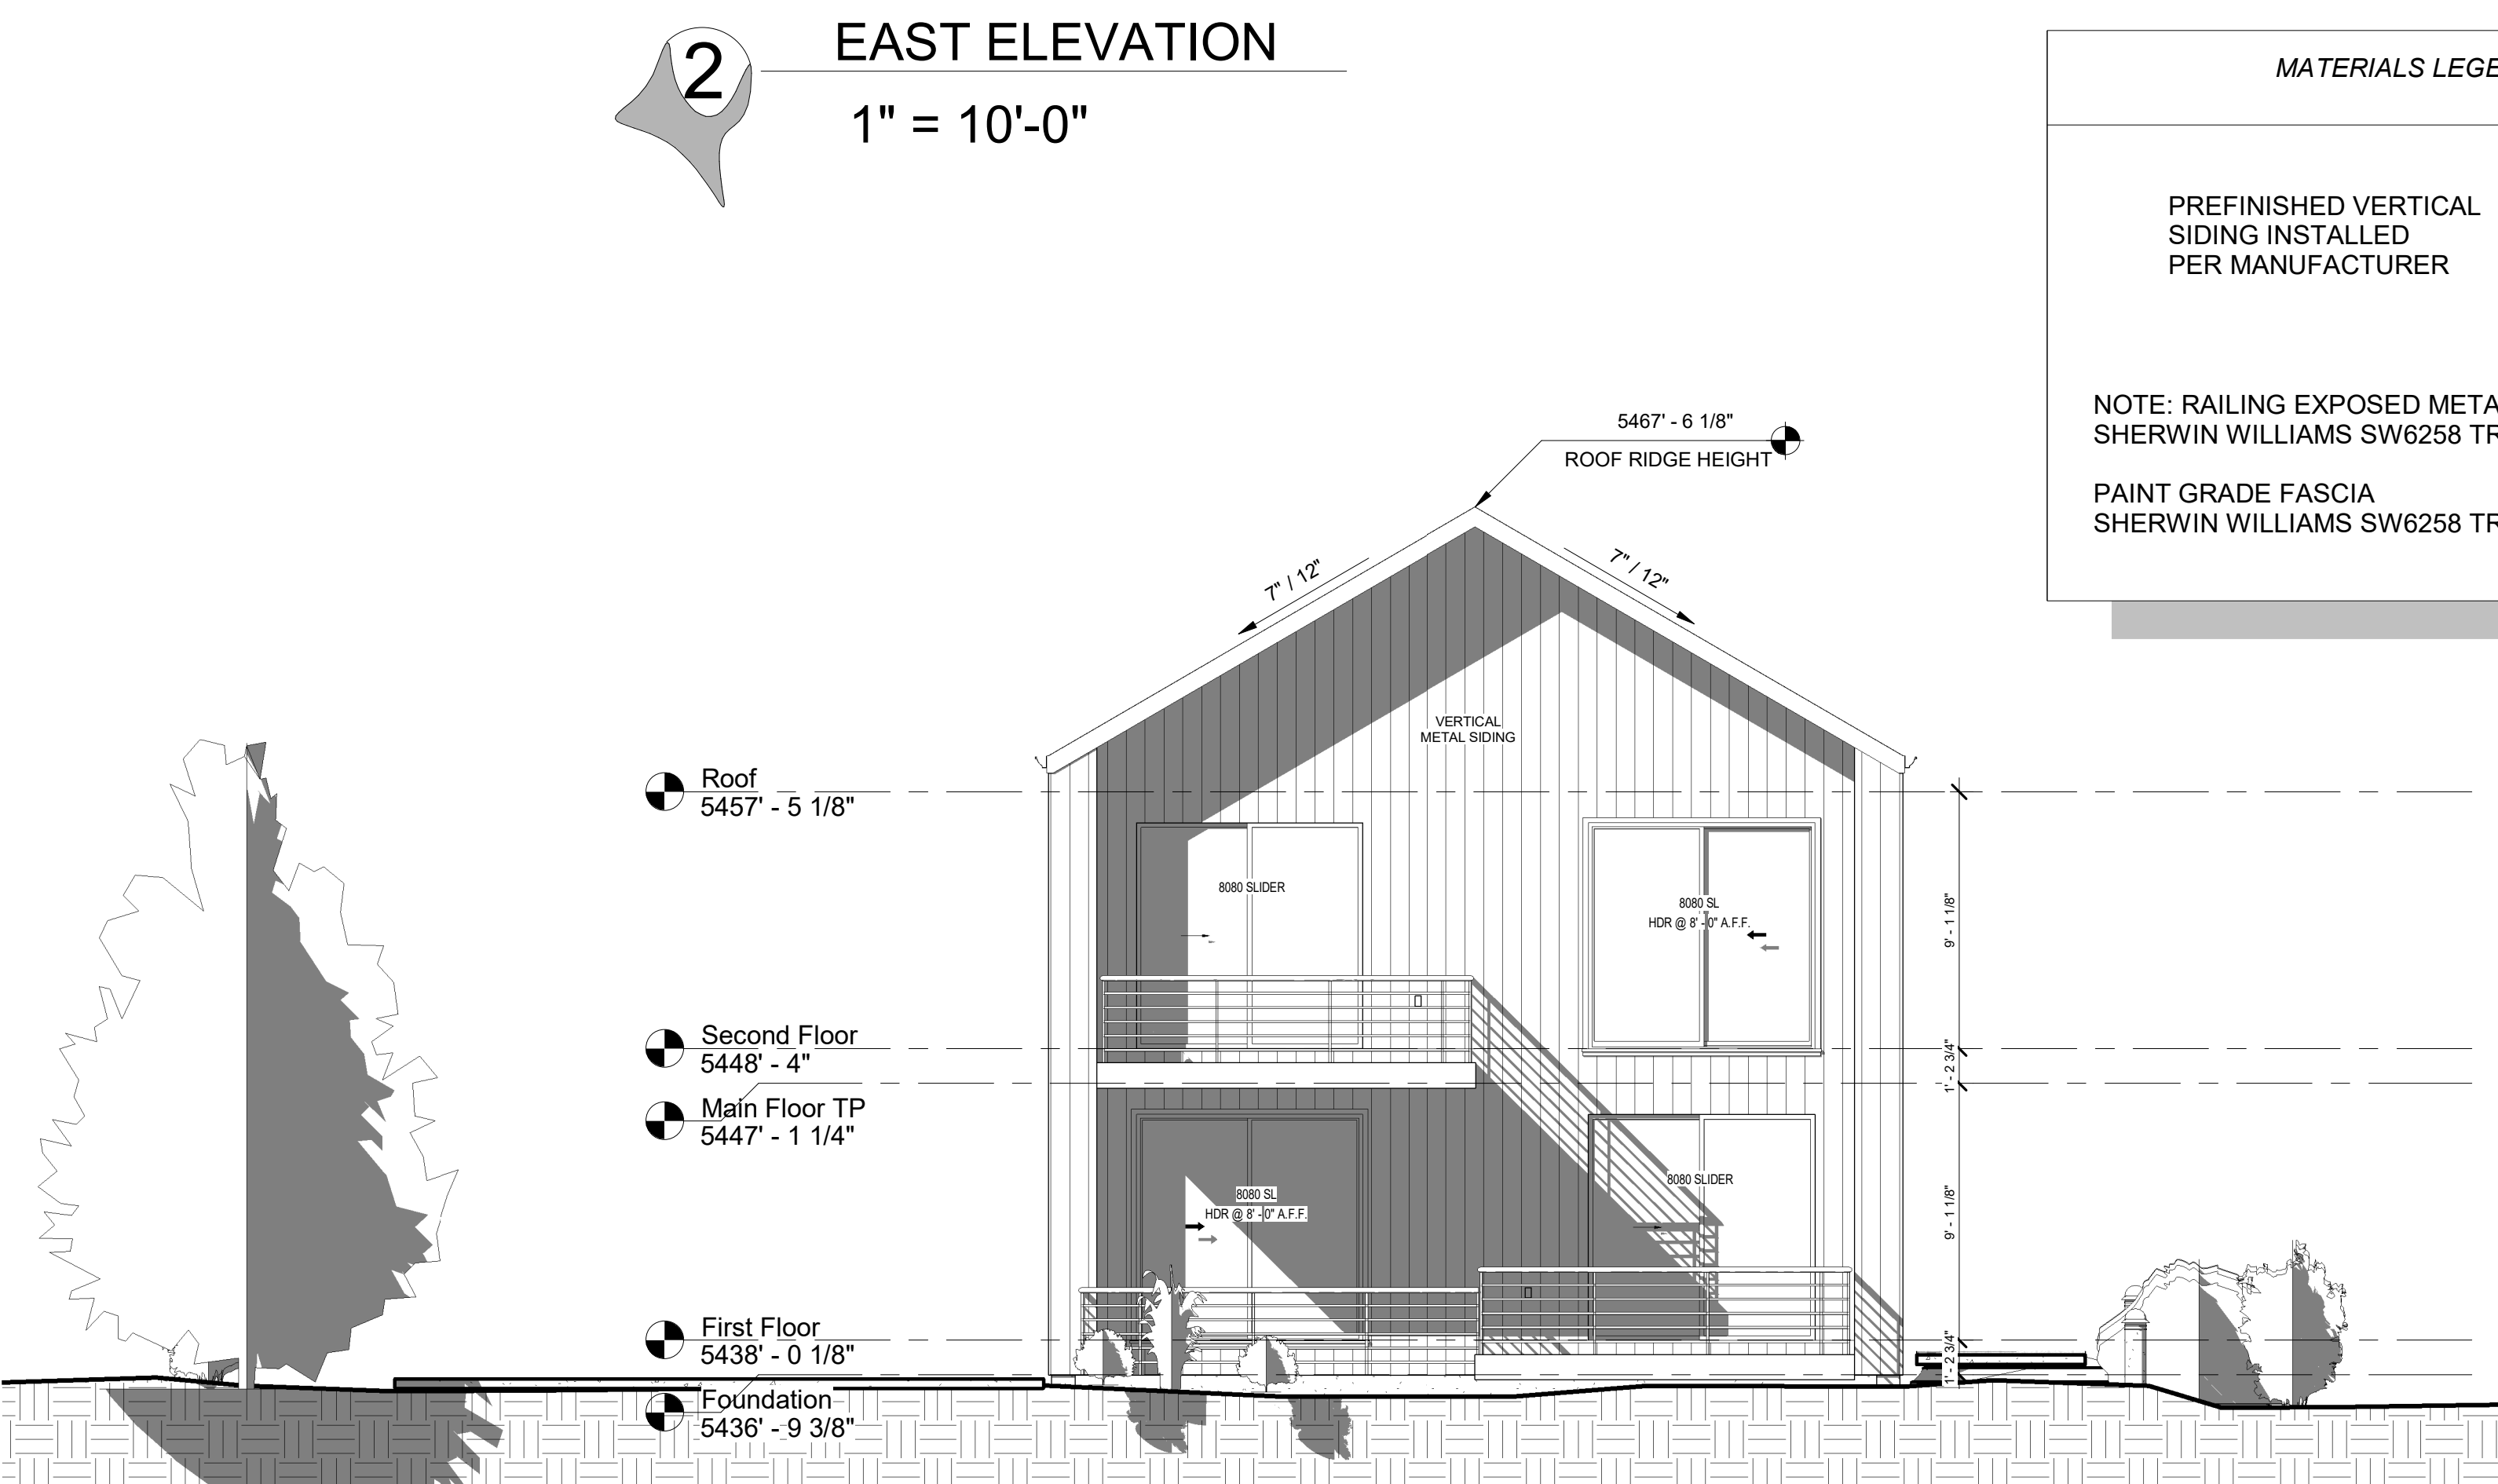 2
EAST ELEVATION
1" = 10'-0"
MATERIALS LEGE
PREFINISHED VERTICAL
SIDING INSTALLED
PER MANUFACTURER
NOTE: RAILING EXPOSED META
SHERWIN WILLIAMS SW6258 TR
PAINT GRADE FASCIA
SHERWIN WILLIAMS SW6258 TR
5467' - 6 1/8"
ROOF RIDGE HEIGHT
7" / 12"
7" / 12"
VERTICAL
METAL SIDING
Roof
5457' - 5 1/8"
8080 SLIDER
8080 SL
HDR @ 8' - 0" A.F.F.
9' - 1 1/8"
Second Floor
5448' - 4"
1' - 2 3/4"
Main Floor TP
5447' - 1 1/4"
8080 SL
HDR @ 8' - 0" A.F.F.
8080 SLIDER
9' - 1 1/8"
First Floor
5438' - 0 1/8"
1' - 2 3/4"
Foundation
5436' - 9 3/8"